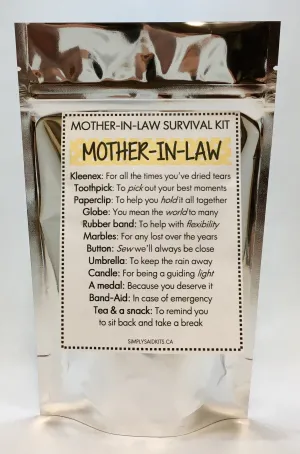 MOTHER-IN-LAW SURVIVAL KIT
MOTHER-IN-LAW
Kleenex: For all the times you've dried tears
Toothpick: To pick out your best moments
Paperclip: To help you hold it all together
Globe: You mean the world to many
Rubber band: To help with flexibility
Marbles: For any lost over the years
Button: Sew we'll always be close
Umbrella: To keep the rain away
Candle: For being a guiding light
A medal: Because you deserve it
Band-Aid: In case of emergency
Tea & a snack: To remind you
to sit back and take a break
SIMPLYSAIDKITS.CA